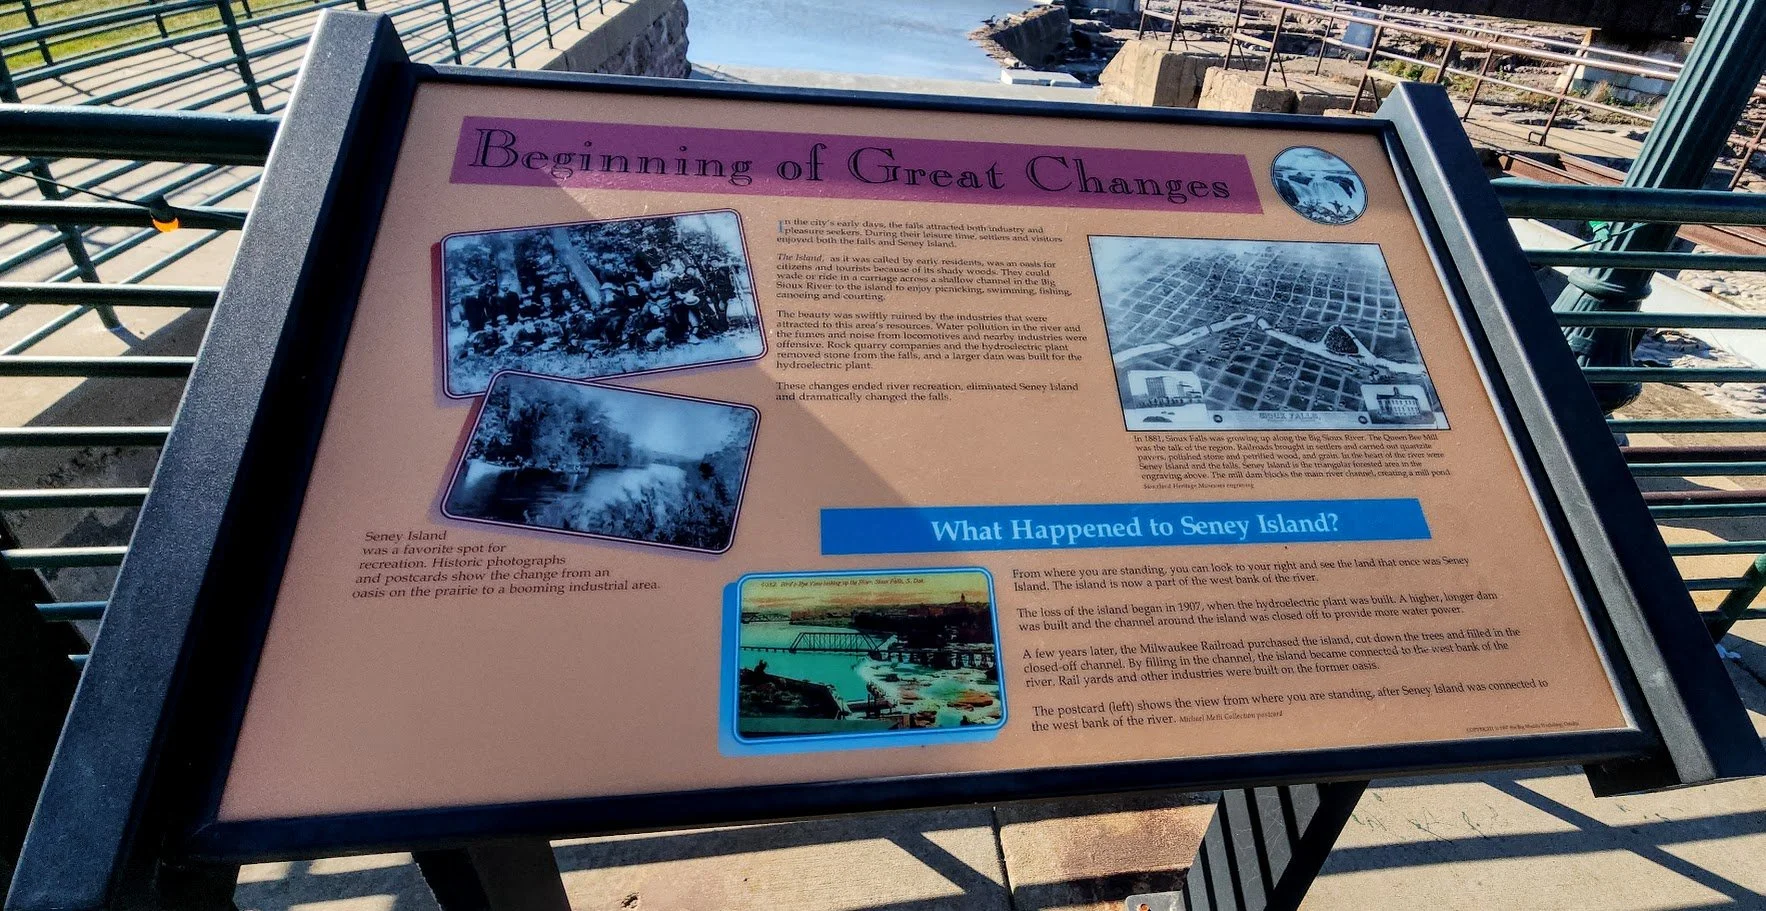 Beginning of Great Changes
In the city's early days, the falls attracted both industry and
pleasure seekers. During their leisure time, settlers and visitors
enjoyed both the falls and Seney Island.
The Island, as it was called by early residents, was an oasis for
citizens and tourists because of its shady woods. They could
wade or ride in a carriage across a shallow channel in the Big
Sioux River to the island to enjoy picnicking, swimming, fishing,
canoeing and courting.
The beauty was swiftly ruined by the industries that were
attracted to this area's resources. Water pollution in the river and
the fumes and noise from locomotives and nearby industries were
offensive. Rock quarry companies and the hydroelectric plant
removed stone from the falls, and a larger dam was built for the
hydroelectric plant.
These changes ended river recreation, eliminated Seney Island
and dramatically changed the falls.
SIOUX FALLS
In 1881, Sioux Falls was growing up along the Big Sioux River. The Queen Bee Mill
was the talk of the region. Railroads brought in settlers and carried out quartzite
pavers, polished stone and petrified wood, and grain. In the heart of the river were
Seney Island and the falls. Seney Island is the triangular forested area in the
engraving above. The mill dam blocks the main river channel, creating a mill pond.
Siouxland Heritage Museums engraving
Seney Island
was a favorite spot for
recreation. Historic photographs
and postcards show the change from an
oasis on the prairie to a booming industrial area.
What Happened to Seney Island?
Bird's Eye View looking up the River, Sioux Falls, S. Dak.
From where you are standing, you can look to your right and see the land that once was Seney
Island. The island is now a part of the west bank of the river.
The loss of the island began in 1907, when the hydroelectric plant was built. A higher, longer dam
was built and the channel around the island was closed off to provide more water power.
A few years later, the Milwaukee Railroad purchased the island, cut down the trees and filled in the
closed-off channel. By filling in the channel, the island became connected to the west bank of the
river. Rail yards and other industries were built on the former oasis.
The postcard (left) shows the view from where you are standing, after Seney Island was connected to
the west bank of the river. Michael Collection postcard
COPYRIGHT